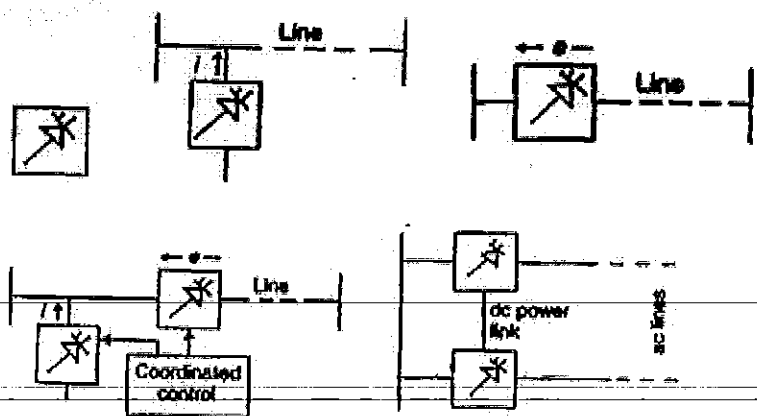 Line
I
e
Line
e
Line
I
Coordinated
control
dc power
link
ac lines